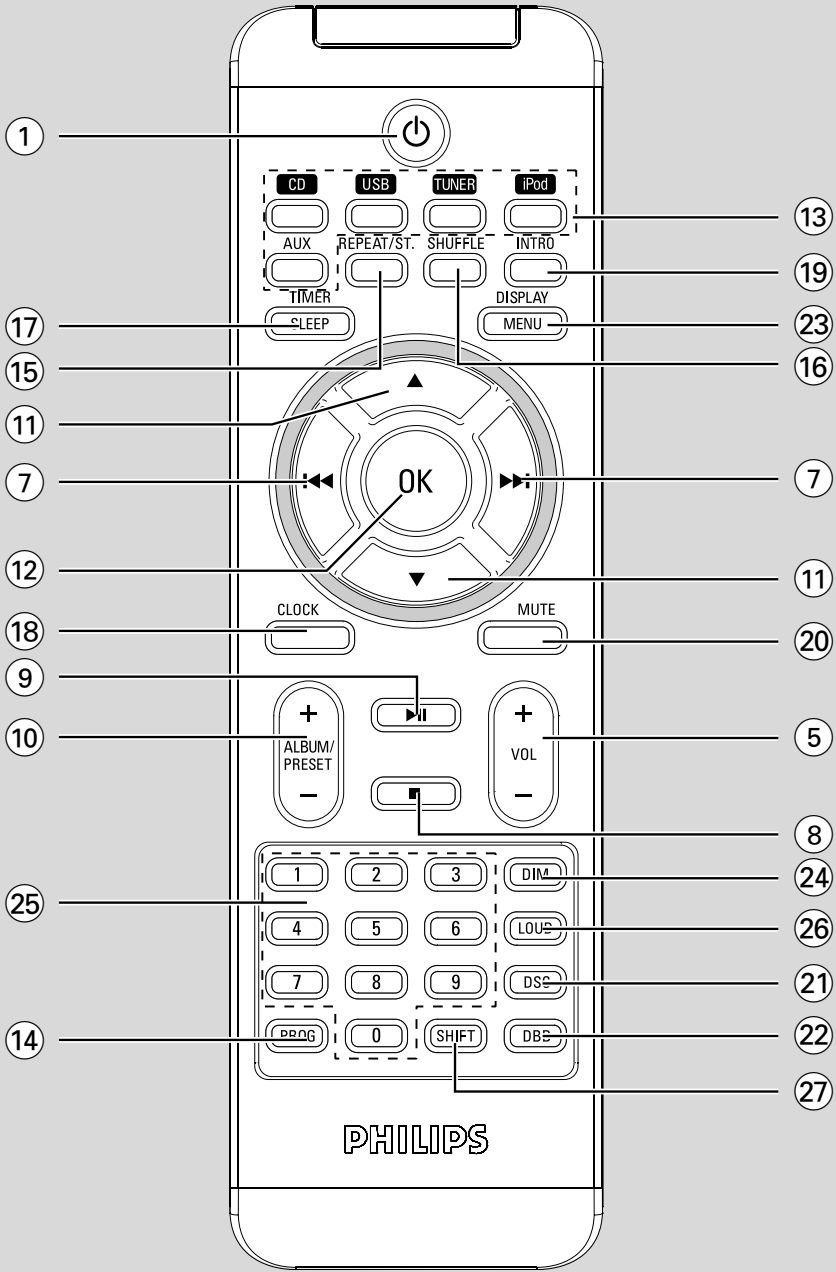 1
CD USB TUNER iPod
13
AUX REPEAT/ST. SHUFFLE INTRO
19
TIMER DISPLAY
17 SLEEP MENU 23
15 16
11
7 OK 7
12 11
CLOCK MUTE
18 20
9
+ +
10 ALBUM/ VOL 5
PRESET
- -
8
1 2 3 DIM 24
25
4 5 6 LOUD 26
7 8 9 DSC 21
14 PROG 0 SHIFT DBB 22
27
PHILIPS